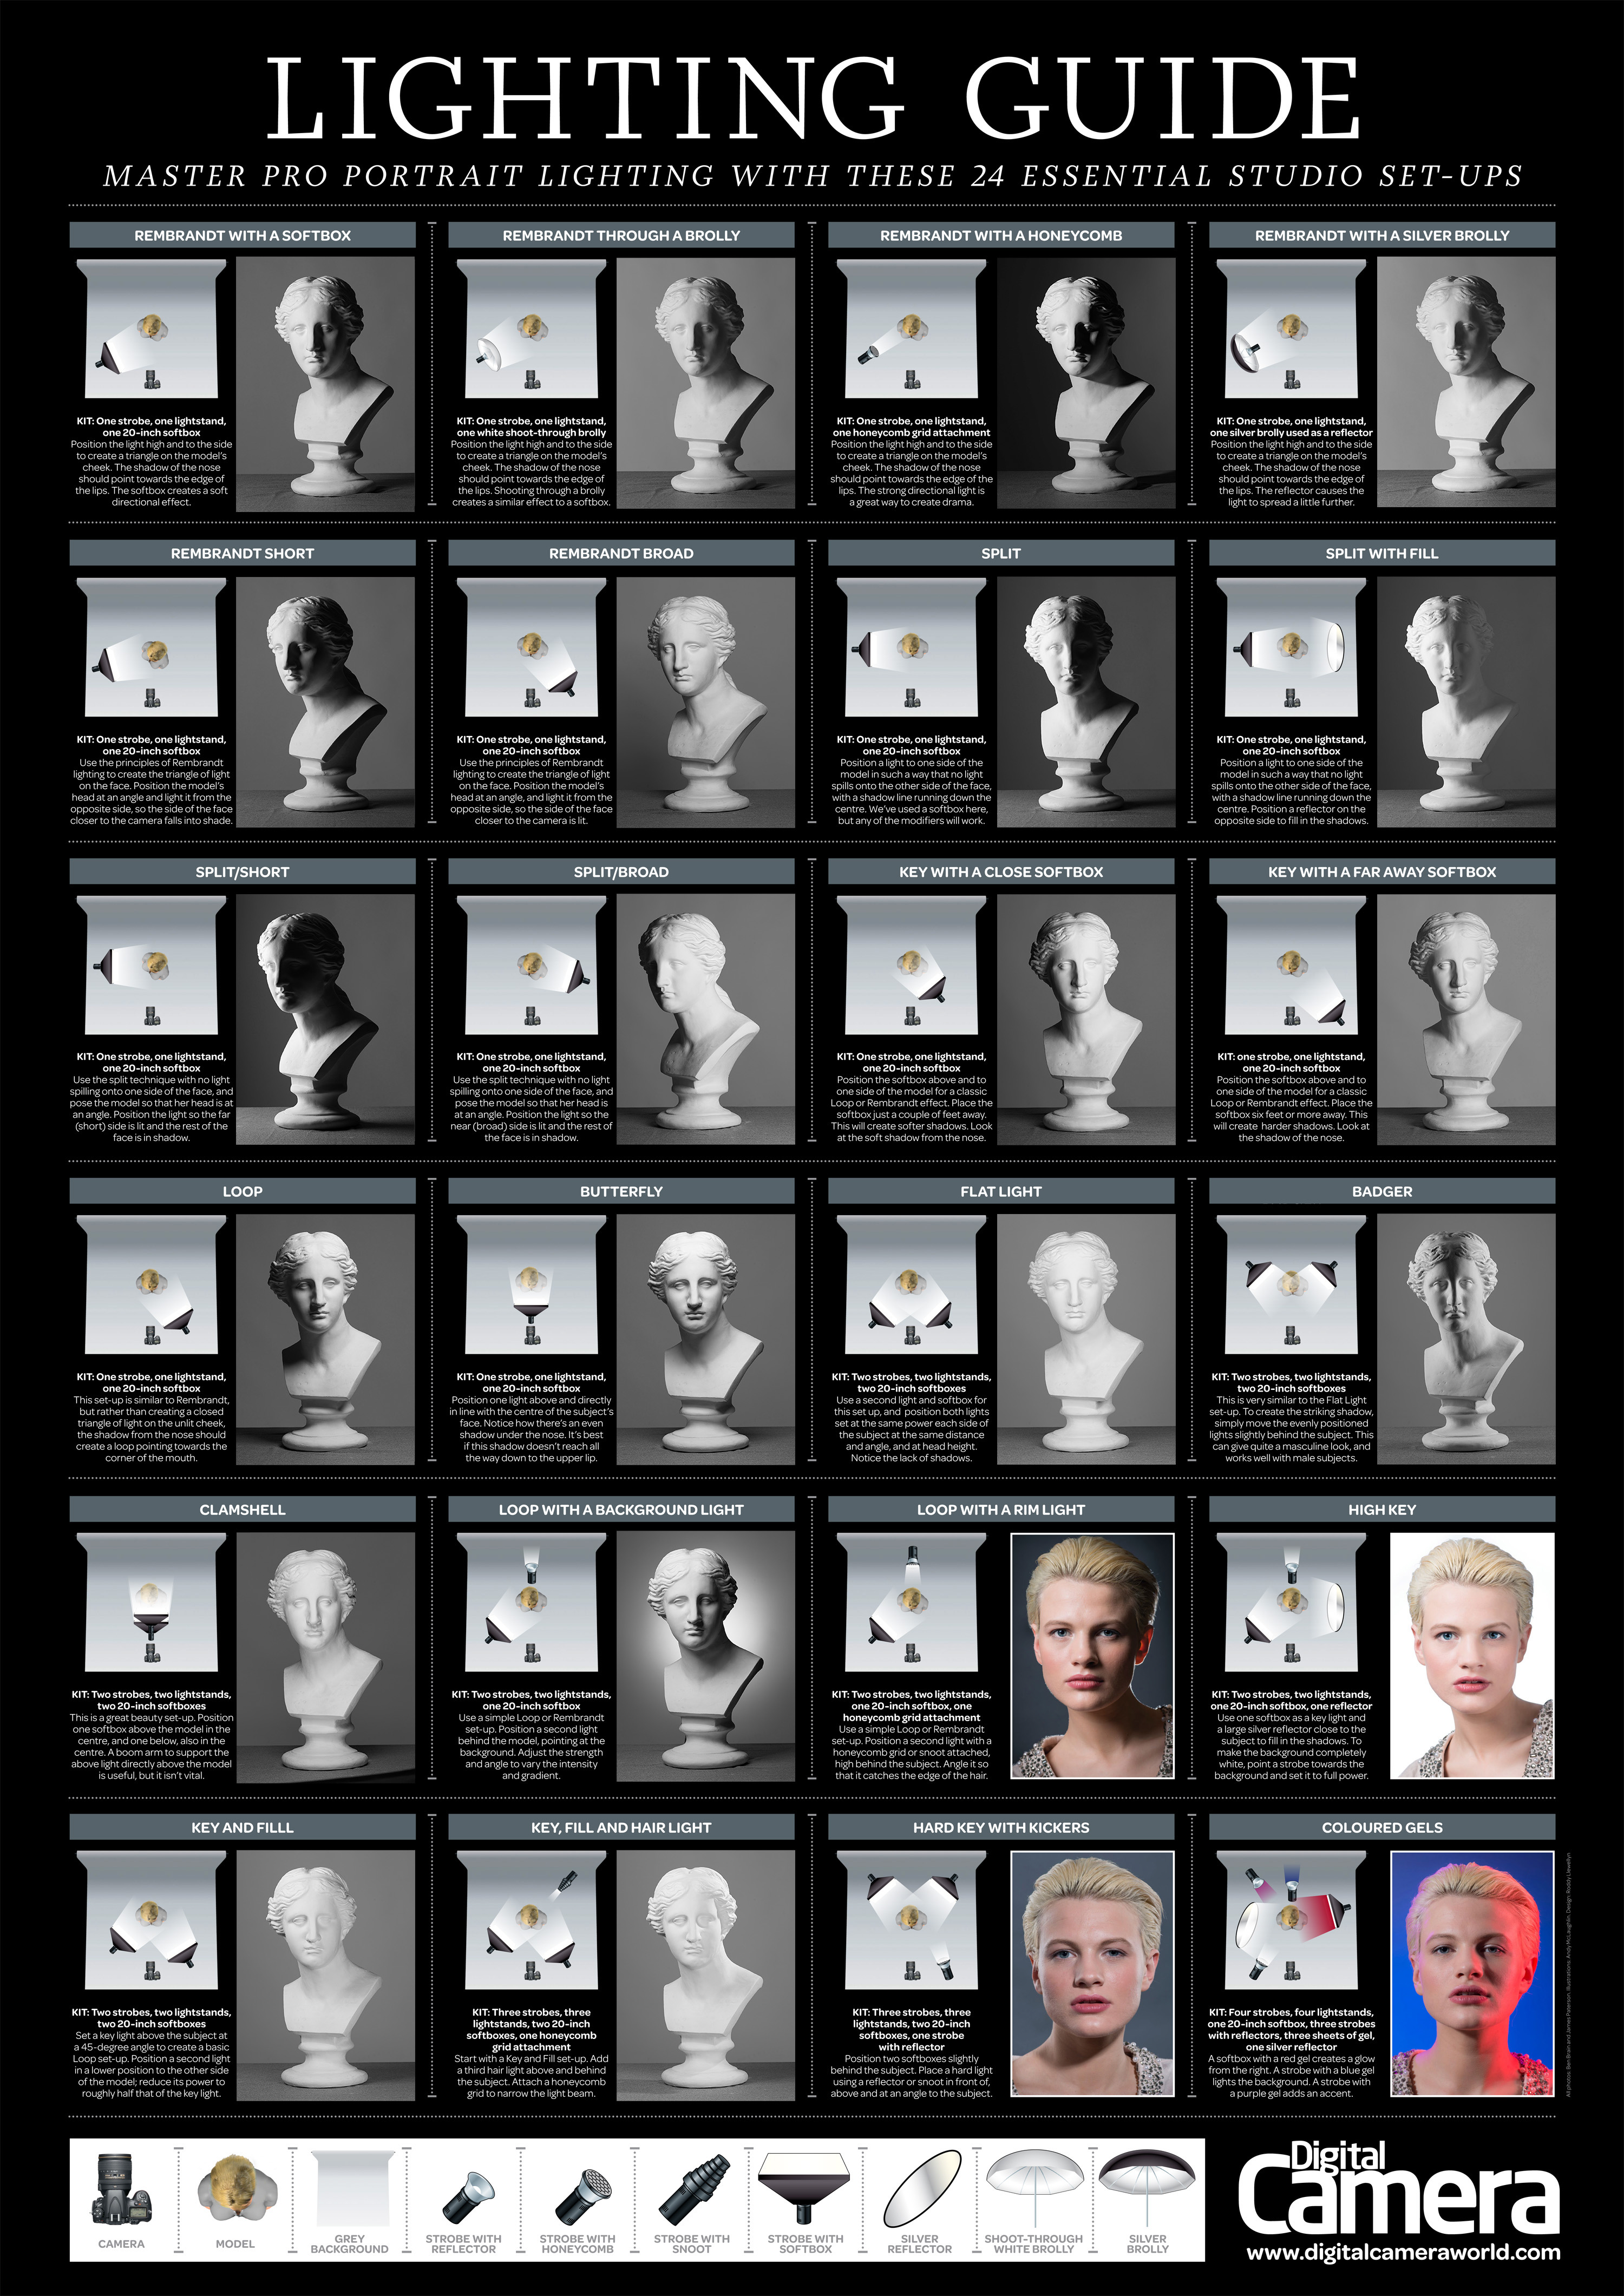 LIGHTING GUIDE
MASTER PRO PORTRAIT LIGHTING WITH THESE 24 ESSENTIAL STUDIO SET-UPS
REMBRANDT WITH A SOFTBOX
KIT: One strobe, one lightstand,
one 20-inch softbox
Position the light high and to the side
to create a triangle on the model's
cheek. The shadow of the nose
should point towards the edge of
the lips. The softbox creates a soft
directional effect.
REMBRANDT THROUGH A BROLLY
KIT: One strobe, one lightstand,
one white shoot-through brolly
Position the light high and to the side
to create a triangle on the model's
cheek. The shadow of the nose
should point towards the edge of
the lips. Shooting through a brolly
creates a similar effect to a softbox.
REMBRANDT WITH A HONEYCOMB
KIT: One strobe, one lightstand,
one honeycomb grid attachment
Position the light high and to the side
to create a triangle on the model's
cheek. The shadow of the nose
should point towards the edge of the
lips. The strong directional light is
a great way to create drama.
REMBRANDT WITH A SILVER BROLLY
KIT: One strobe, one lightstand,
one silver brolly used as a reflector
Position the light high and to the side
to create a triangle on the model's
cheek. The shadow of the nose
should point towards the edge of
the lips. The reflector causes the
light to spread a little further.
REMBRANDT SHORT
KIT: One strobe, one lightstand,
one 20-inch softbox
Use the principles of Rembrandt
lighting to create the triangle of light
on the face. Position the model's
head at an angle and light it from the
opposite side, so the side of the face
closer to the camera falls into shade.
REMBRANDT BROAD
KIT: One strobe, one lightstand,
one 20-inch softbox
Use the principles of Rembrandt
lighting to create the triangle of light
on the face. Position the model's
head at an angle, and light it from the
opposite side, so the side of the face
closer to the camera is lit.
SPLIT
KIT: One strobe, one lightstand,
one 20-inch softbox
Position a light to one side of the
model in such a way that no light
spills onto the other side of the face,
with a shadow line running down the
centre. We've used a softbox here,
but any of the modifiers will work.
SPLIT WITH FILL
KIT: One strobe, one lightstand,
one 20-inch softbox
Position a light to one side of the
model in such a way that no light
spills onto the other side of the face,
with a shadow line running down the
centre. Position a reflector on the
opposite side to fill in the shadows.
SPLIT/SHORT
KIT: One strobe, one lightstand,
one 20-inch softbox
Use the split technique with no light
spilling onto one side of the face, and
pose the model so that her head is at
an angle. Position the light so the far
(short) side is lit and the rest of the
face is in shadow.
SPLIT/BROAD
KIT: One strobe, one lightstand,
one 20-inch softbox
Use the split technique with no light
spilling onto one side of the face, and
pose the model so that her head is
at an angle. Position the light so the
near (broad) side is lit and the rest of
the face is in shadow.
KEY WITH A CLOSE SOFTBOX
KIT: One strobe, one lightstand,
one 20-inch softbox
Position the softbox above and to
one side of the model for a classic
Loop or Rembrandt effect. Place the
softbox just a couple of feet away.
This will create softer shadows. Look
at the soft shadow from the nose.
KEY WITH A FAR AWAY SOFTBOX
KIT: one strobe, one lightstand,
one 20-inch softbox
Position the softbox above and to
one side of the model for a classic
Loop or Rembrandt effect. Place the
softbox six feet or more away. This
will create harder shadows. Look at
the shadow of the nose.
LOOP
KIT: One strobe, one lightstand,
one 20-inch softbox
This set-up is similar to Rembrandt,
but rather than creating a closed
triangle of light on the unlit cheek,
the shadow from the nose should
create a loop pointing towards the
corner of the mouth.
BUTTERFLY
KIT: One strobe, one lightstand,
one 20-inch softbox
Position one light above and directly
in line with the centre of the subject's
face. Notice how there's an even
shadow under the nose. It's best
if this shadow doesn't reach all
the way down to the upper lip.
FLAT LIGHT
KIT: Two strobes, two lightstands,
two 20-inch softboxes
Use a second light and softbox for
this set up, and position both lights
set at the same power each side of
the subject at the same distance
and angle, and at head height.
Notice the lack of shadows.
BADGER
KIT: Two strobes, two lightstands,
two 20-inch softboxes
This is very similar to the Flat Light
set-up. To create the striking shadow,
simply move the evenly positioned
lights slightly behind the subject. This
can give quite a masculine look, and
works well with male subjects.
CLAMSHELL
KIT: Two strobes, two lightstands,
two 20-inch softboxes
This is a great beauty set-up. Position
one softbox above the model in the
centre, and one below, also in the
centre. A boom arm to support the
above light directly above the model
is useful, but it isn't vital.
LOOP WITH A BACKGROUND LIGHT
KIT: Two strobes, two lightstands,
one 20-inch softbox
Use a simple Loop or Rembrandt
set-up. Position a second light
behind the model, pointing at the
background. Adjust the strength
and angle to vary the intensity
and gradient.
LOOP WITH A RIM LIGHT
KIT: Two strobes, two lightstands,
one 20-inch softbox, one
honeycomb grid attachment
Use a simple Loop or Rembrandt
set-up. Position a second light with a
honeycomb grid or snoot attached,
high behind the subject. Angle it so
that it catches the edge of the hair.
HIGH KEY
KIT: Two strobes, two lightstands,
one 20-inch softbox, one reflector
Use one softbox as a key light and
a large silver reflector close to the
subject to fill in the shadows. To
make the background completely
white, point a strobe towards the
background and set it to full power.
KEY AND FILLL
KIT: Two strobes, two lightstands,
two 20-inch softboxes
Set a key light above the subject at
a 45-degree angle to create a basic
Loop set-up. Position a second light
in a lower position to the other side
of the model; reduce its power to
roughly half that of the key light.
KEY, FILL AND HAIR LIGHT
KIT: Three strobes, three
lightstands, two 20-inch
softboxes, one honeycomb
grid attachment
Start with a Key and Fill set-up. Add
a third hair light above and behind
the subject. Attach a honeycomb
grid to narrow the light beam.
HARD KEY WITH KICKERS
KIT: Three strobes, three
lightstands, two 20-inch
softboxes, one strobe
with reflector
Position two softboxes slightly
behind the subject. Place a hard light
using a reflector or snoot in front of,
above and at an angle to the subject.
COLOURED GELS
KIT: Four strobes, four lightstands,
one 20-inch softbox, three strobes
with reflectors, three sheets of gel,
one silver reflector
A softbox with a red gel creates a glow
from the right. A strobe with a blue gel
lights the background. A strobe with
a purple gel adds an accent.
All photos: Ben Brain and James Paterson. Illustrations: Andy McLaughlin. Design: Roddy Llewellyn
CAMERA
MODEL
GREY
BACKGROUND
STROBE WITH
REFLECTOR
STROBE WITH
HONEYCOMB
STROBE WITH
SNOOT
STROBE WITH
SOFTBOX
SILVER
REFLECTOR
SHOOT-THROUGH
WHITE BROLLY
SILVER
BROLLY
Digital
Camera
www.digitalcameraworld.com